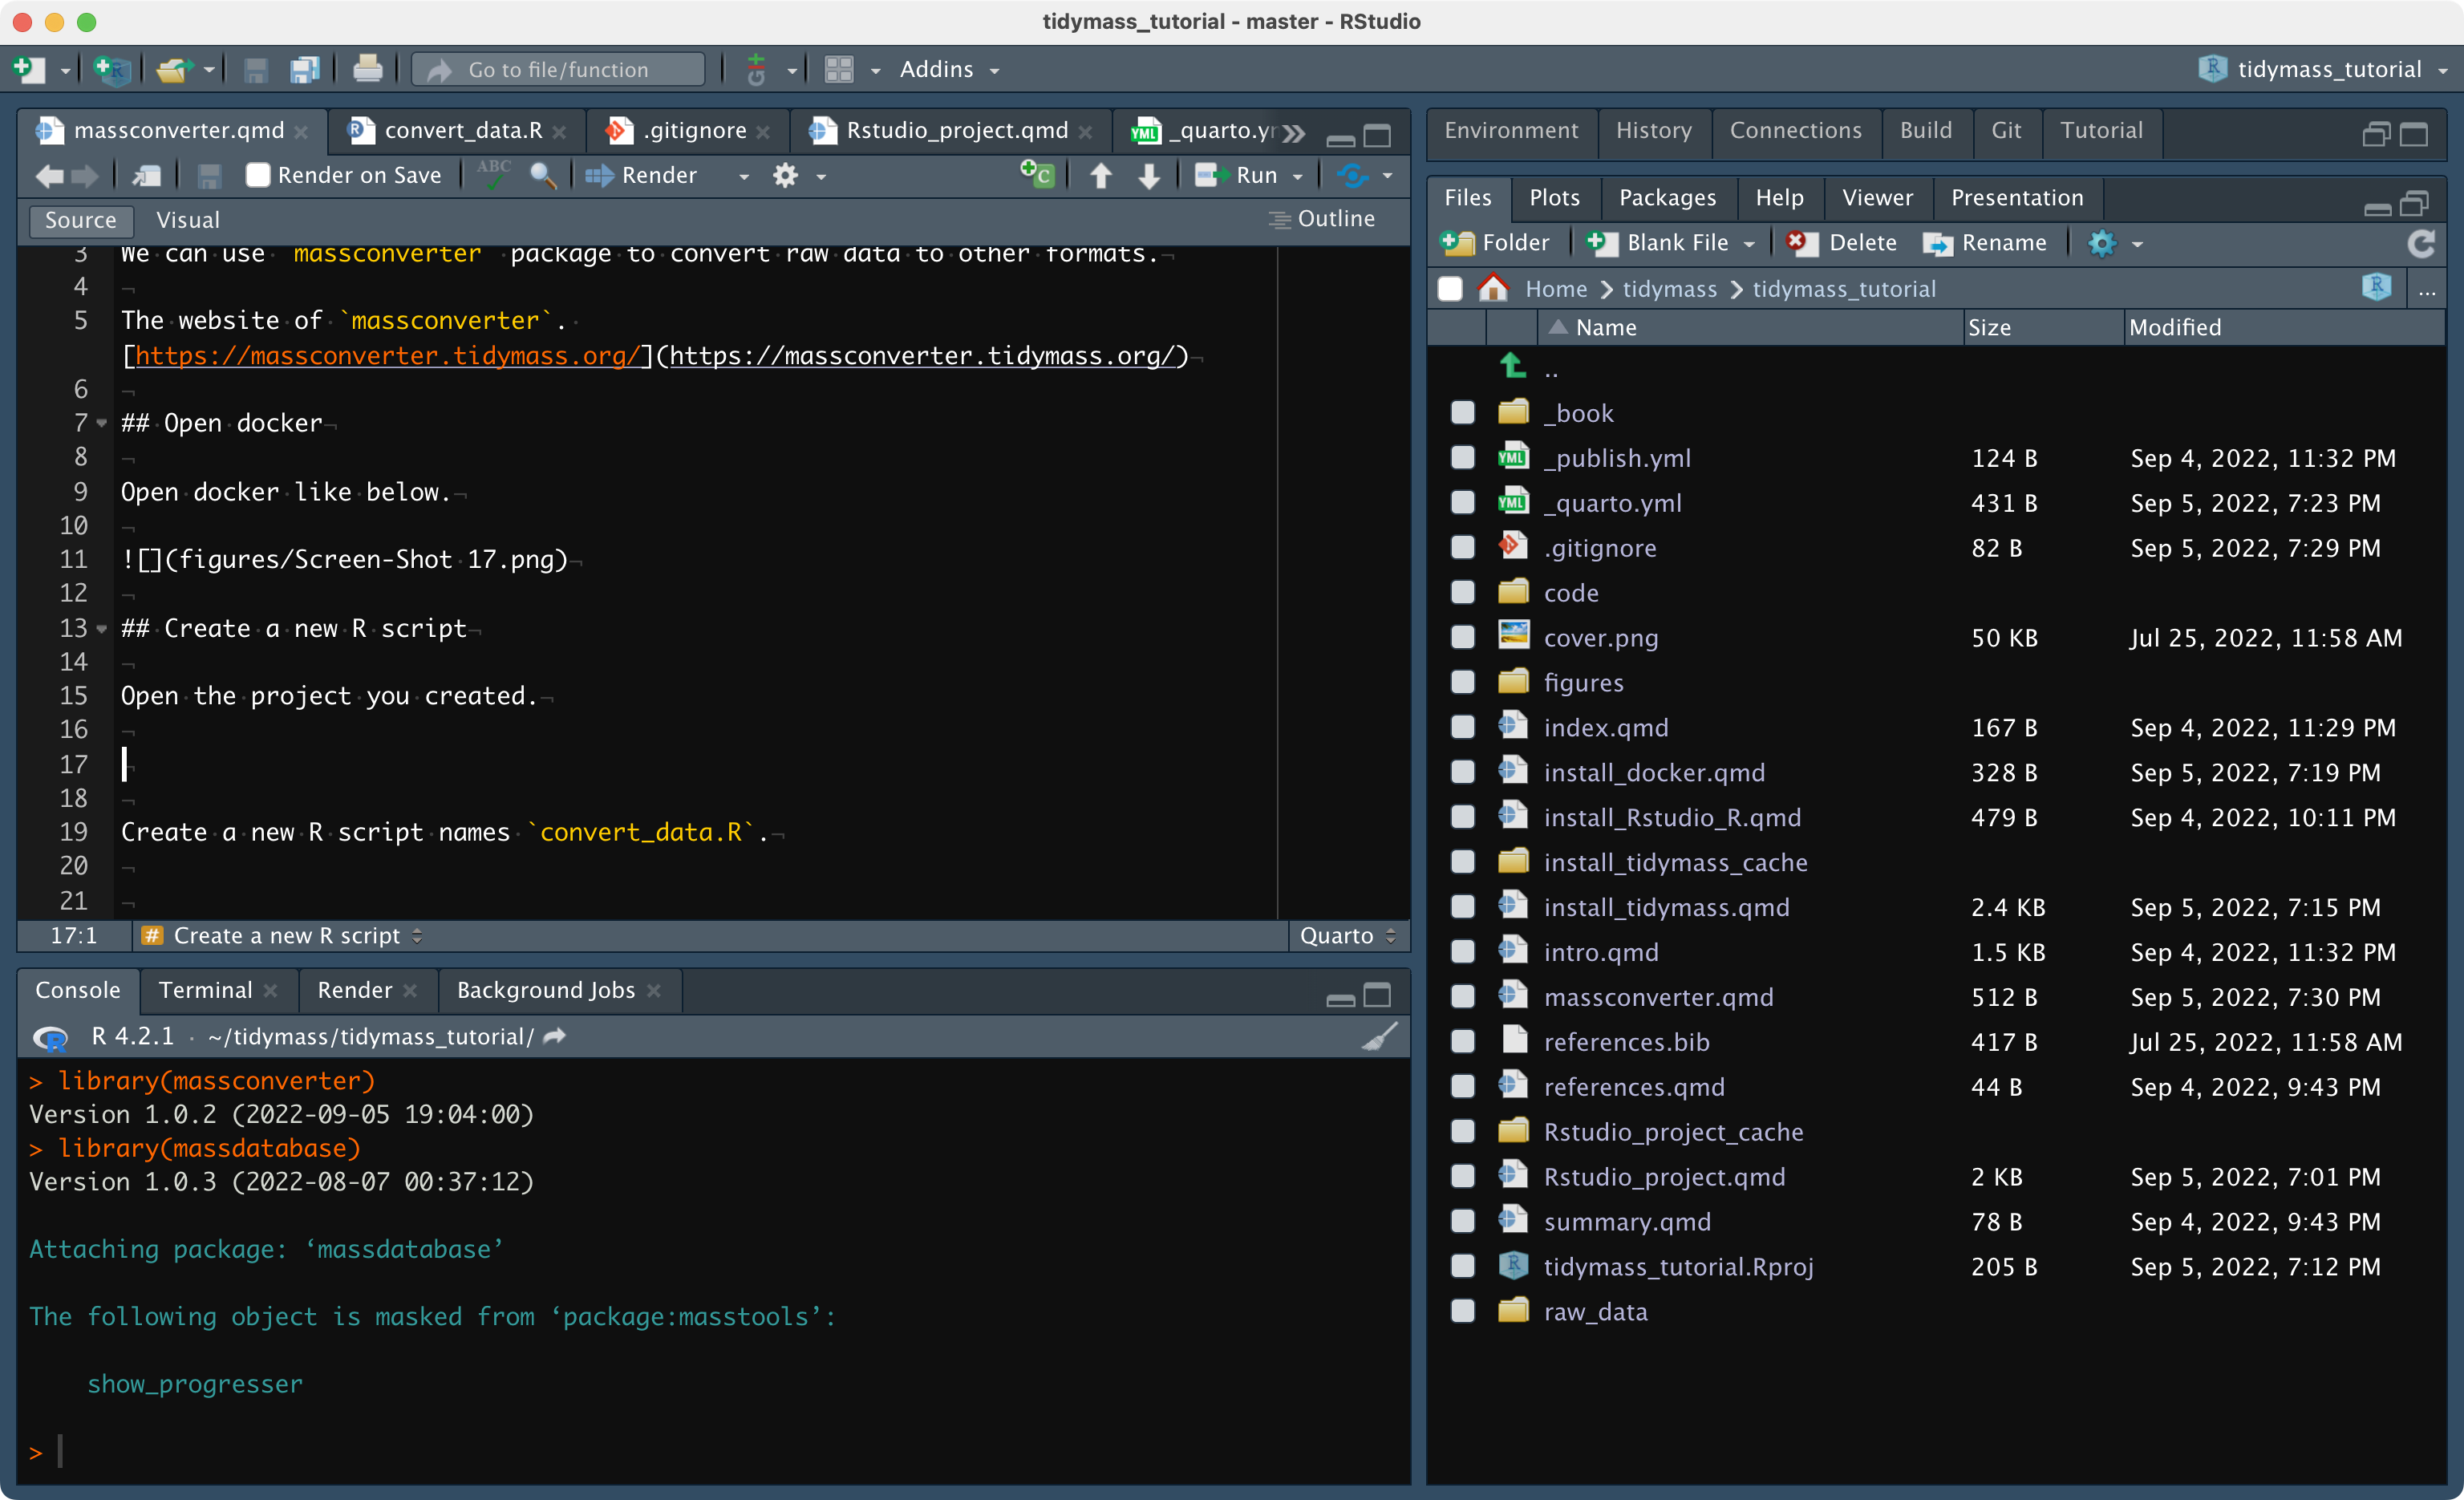 tidymass_tutorial - master - RStudio
Go to file/function
Addins
tidymass_tutorial
massconverter.qmd
convert_data.R
.gitignore
Rstudio_project.qmd
_quarto.y
Render on Save
ABC
Render
Run
Source
Visual
Outline
3 We can use `massconverter` package to convert raw data to other formats.
4
5 The website of `massconverter`.
[https://massconverter.tidymass.org/](https://massconverter.tidymass.org/)
6
7 ## Open docker
8
9 Open docker like below.
10
11 ![](figures/Screen-Shot 17.png)
12
13 ## Create a new R script
14
15 Open the project you created.
16
17
18
19 Create a new R script names `convert_data.R`.
20
21
17:1 # Create a new R script Quarto
Console
Terminal
Render
Background Jobs
R 4.2.1 · ~/tidymass/tidymass_tutorial/
> library(massconverter)
Version 1.0.2 (2022-09-05 19:04:00)
> library(massdatabase)
Version 1.0.3 (2022-08-07 00:37:12)
Attaching package: ‘massdatabase’
The following object is masked from ‘package:masstools’:
show_progresser
>
Environment
History
Connections
Build
Git
Tutorial
Files
Plots
Packages
Help
Viewer
Presentation
Folder
Blank File
Delete
Rename
Home > tidymass > tidymass_tutorial
...
Name Size Modified
..
_book
_publish.yml 124 B Sep 4, 2022, 11:32 PM
_quarto.yml 431 B Sep 5, 2022, 7:23 PM
.gitignore 82 B Sep 5, 2022, 7:29 PM
code
cover.png 50 KB Jul 25, 2022, 11:58 AM
figures
index.qmd 167 B Sep 4, 2022, 11:29 PM
install_docker.qmd 328 B Sep 5, 2022, 7:19 PM
install_Rstudio_R.qmd 479 B Sep 4, 2022, 10:11 PM
install_tidymass_cache
install_tidymass.qmd 2.4 KB Sep 5, 2022, 7:15 PM
intro.qmd 1.5 KB Sep 4, 2022, 11:32 PM
massconverter.qmd 512 B Sep 5, 2022, 7:30 PM
references.bib 417 B Jul 25, 2022, 11:58 AM
references.qmd 44 B Sep 4, 2022, 9:43 PM
Rstudio_project_cache
Rstudio_project.qmd 2 KB Sep 5, 2022, 7:01 PM
summary.qmd 78 B Sep 4, 2022, 9:43 PM
tidymass_tutorial.Rproj 205 B Sep 5, 2022, 7:12 PM
raw_data